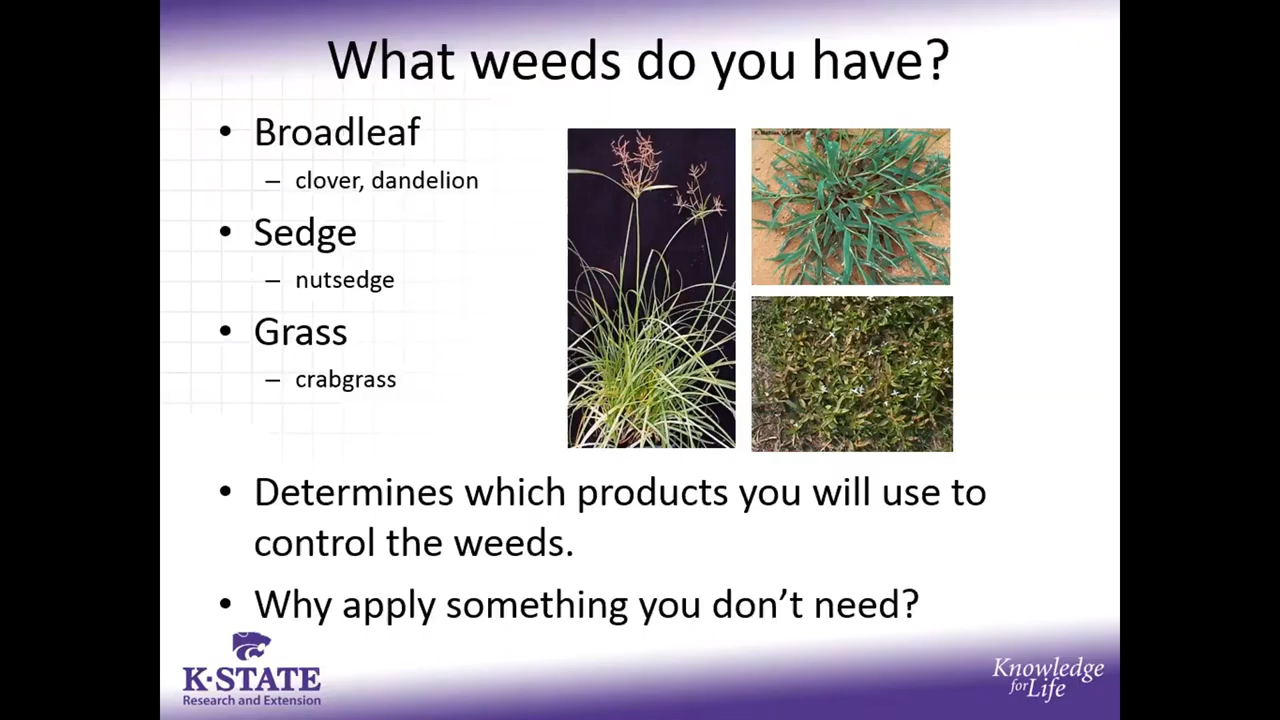 What weeds do you have?
• Broadleaf
– clover, dandelion
• Sedge
– nutsedge
• Grass
– crabgrass
• Determines which products you will use to
control the weeds.
• Why apply something you don't need?
K-STATE
Research and Extension
Knowledge
for Life